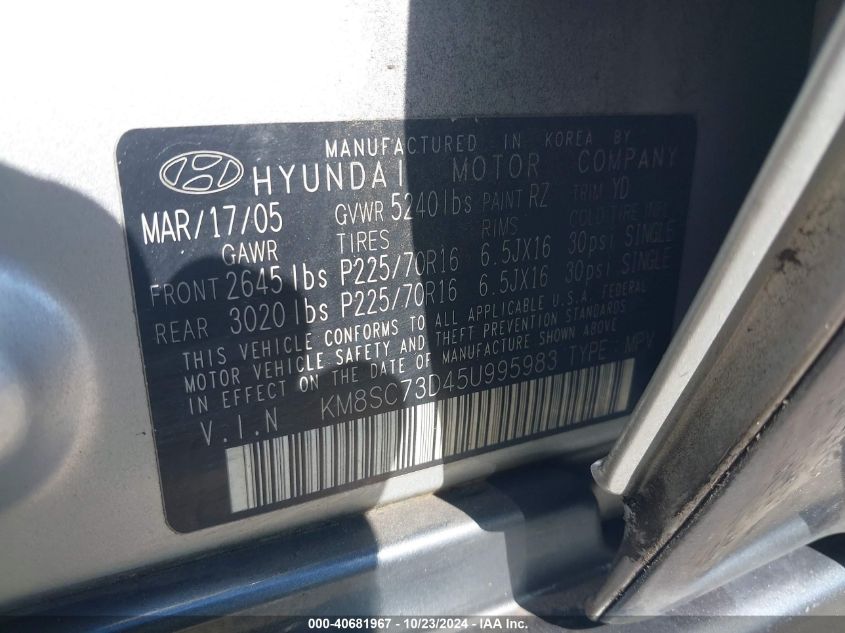 MANUFACTURED IN KOREA BY
HYUNDAI MOTOR COMPANY
MAR/17/05 GVWR 5240lbs PAINT RZ TRIM YD
GAWR TIRES RIMS COLD TIRE INF.
FRONT 2645lbs P225/70R16 6.5JX16 30psi SINGLE
REAR 3020lbs P225/70R16 6.5JX16 30psi SINGLE
THIS VEHICLE CONFORMS TO ALL APPLICABLE U.S.A. FEDERAL
MOTOR VEHICLE SAFETY AND THEFT PREVENTION STANDARDS
IN EFFECT ON THE DATE OF MANUFACTURE SHOWN ABOVE
V.I.N KM8SC73D45U995983 TYPE : MPV
000-40681967 - 10/23/2024 - IAA Inc.